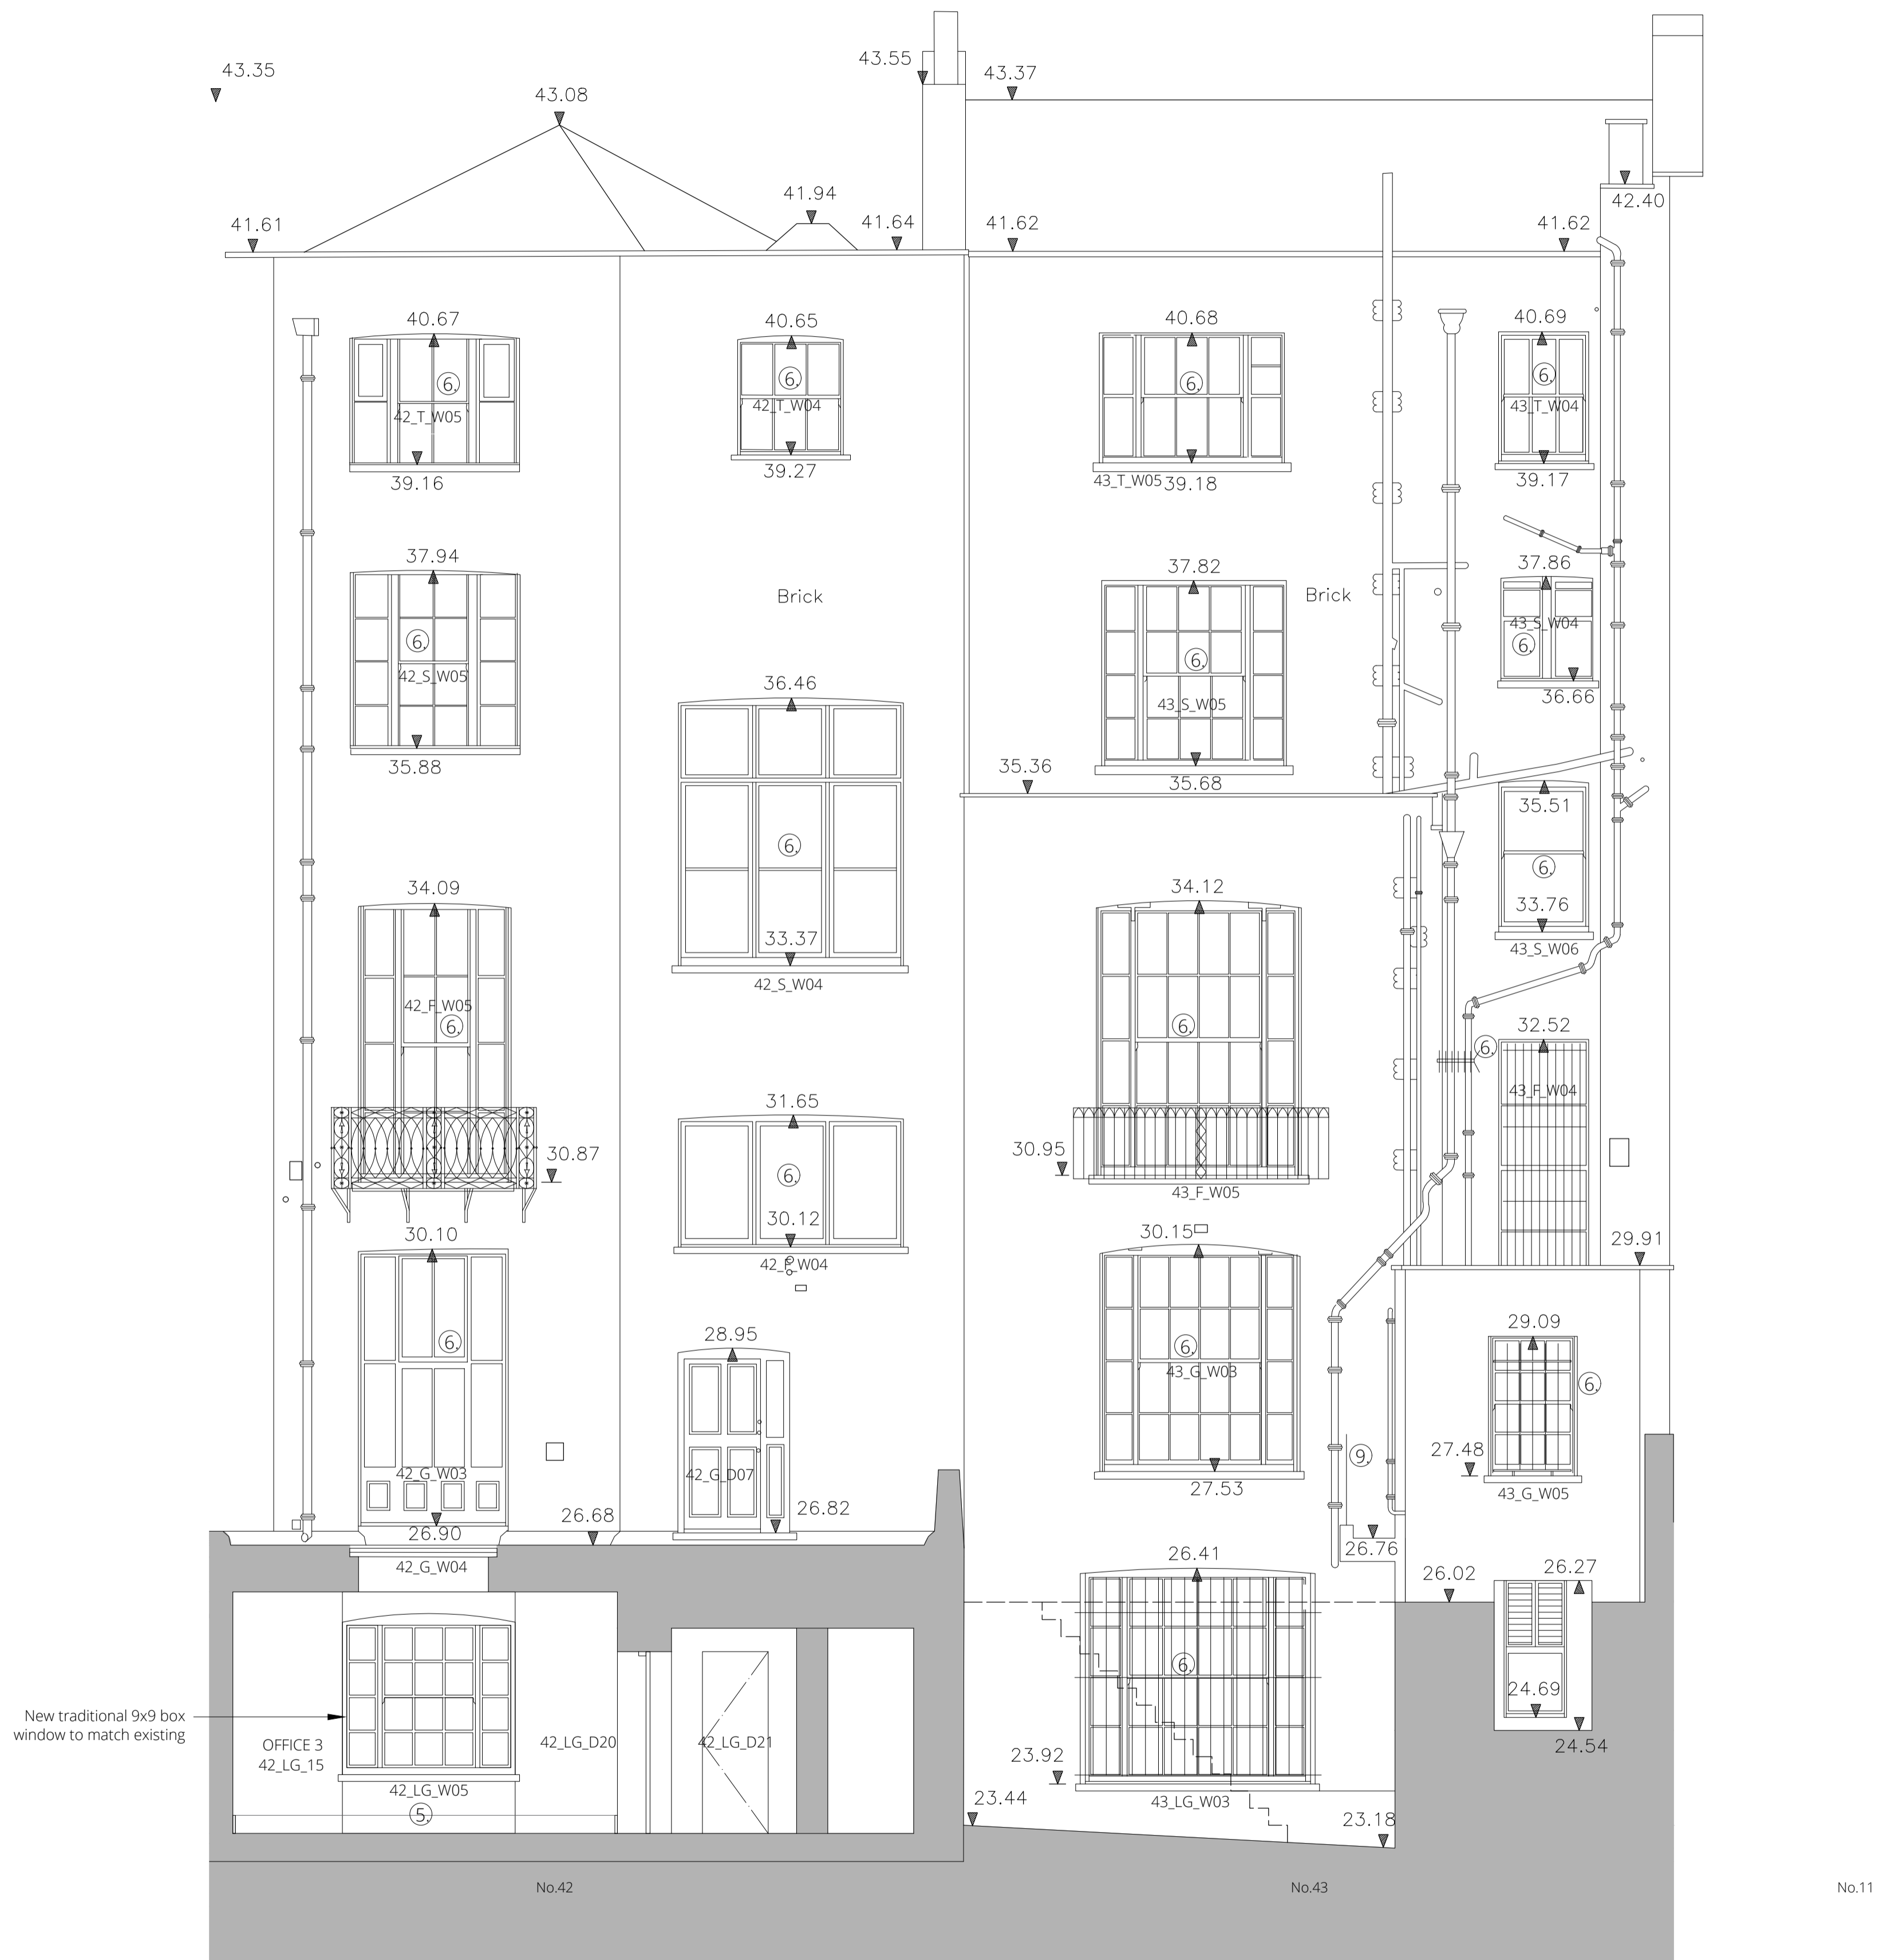 43.35
43.08
43.55
43.37
41.94
42.40
41.61
41.64
41.62
41.62
40.67
40.65
40.68
40.69
6.
6.
6.
6.
42_T_W05
42_T_W04
43_T_W04
39.16
39.27
43_T_W05
39.18
39.17
37.94
37.82
37.86
Brick
Brick
6.
42_S_W05
6.
43_S_W05
43_S_W04
6.
36.66
36.46
35.88
35.68
35.36
35.51
6.
6.
33.37
33.76
42_S_W04
43_S_W06
34.09
34.12
42_F_W05
6.
6.
6.
32.52
43_F_W04
31.65
30.87
30.95
6.
30.12
42_F_W04
43_F_W05
30.10
30.15
29.91
6.
6.
43_G_W03
28.95
29.09
6.
42_G_W03
42_G_D07
27.53
9.
27.48
43_G_W05
26.90
26.68
26.82
26.76
42_G_W04
26.41
26.02
26.27
6.
24.69
24.54
New traditional 9x9 box
window to match existing
OFFICE 3
42_LG_15
42_LG_D20
42_LG_D21
42_LG_W05
5.
23.92
43_LG_W03
23.44
23.18
No.42
No.43
No.11